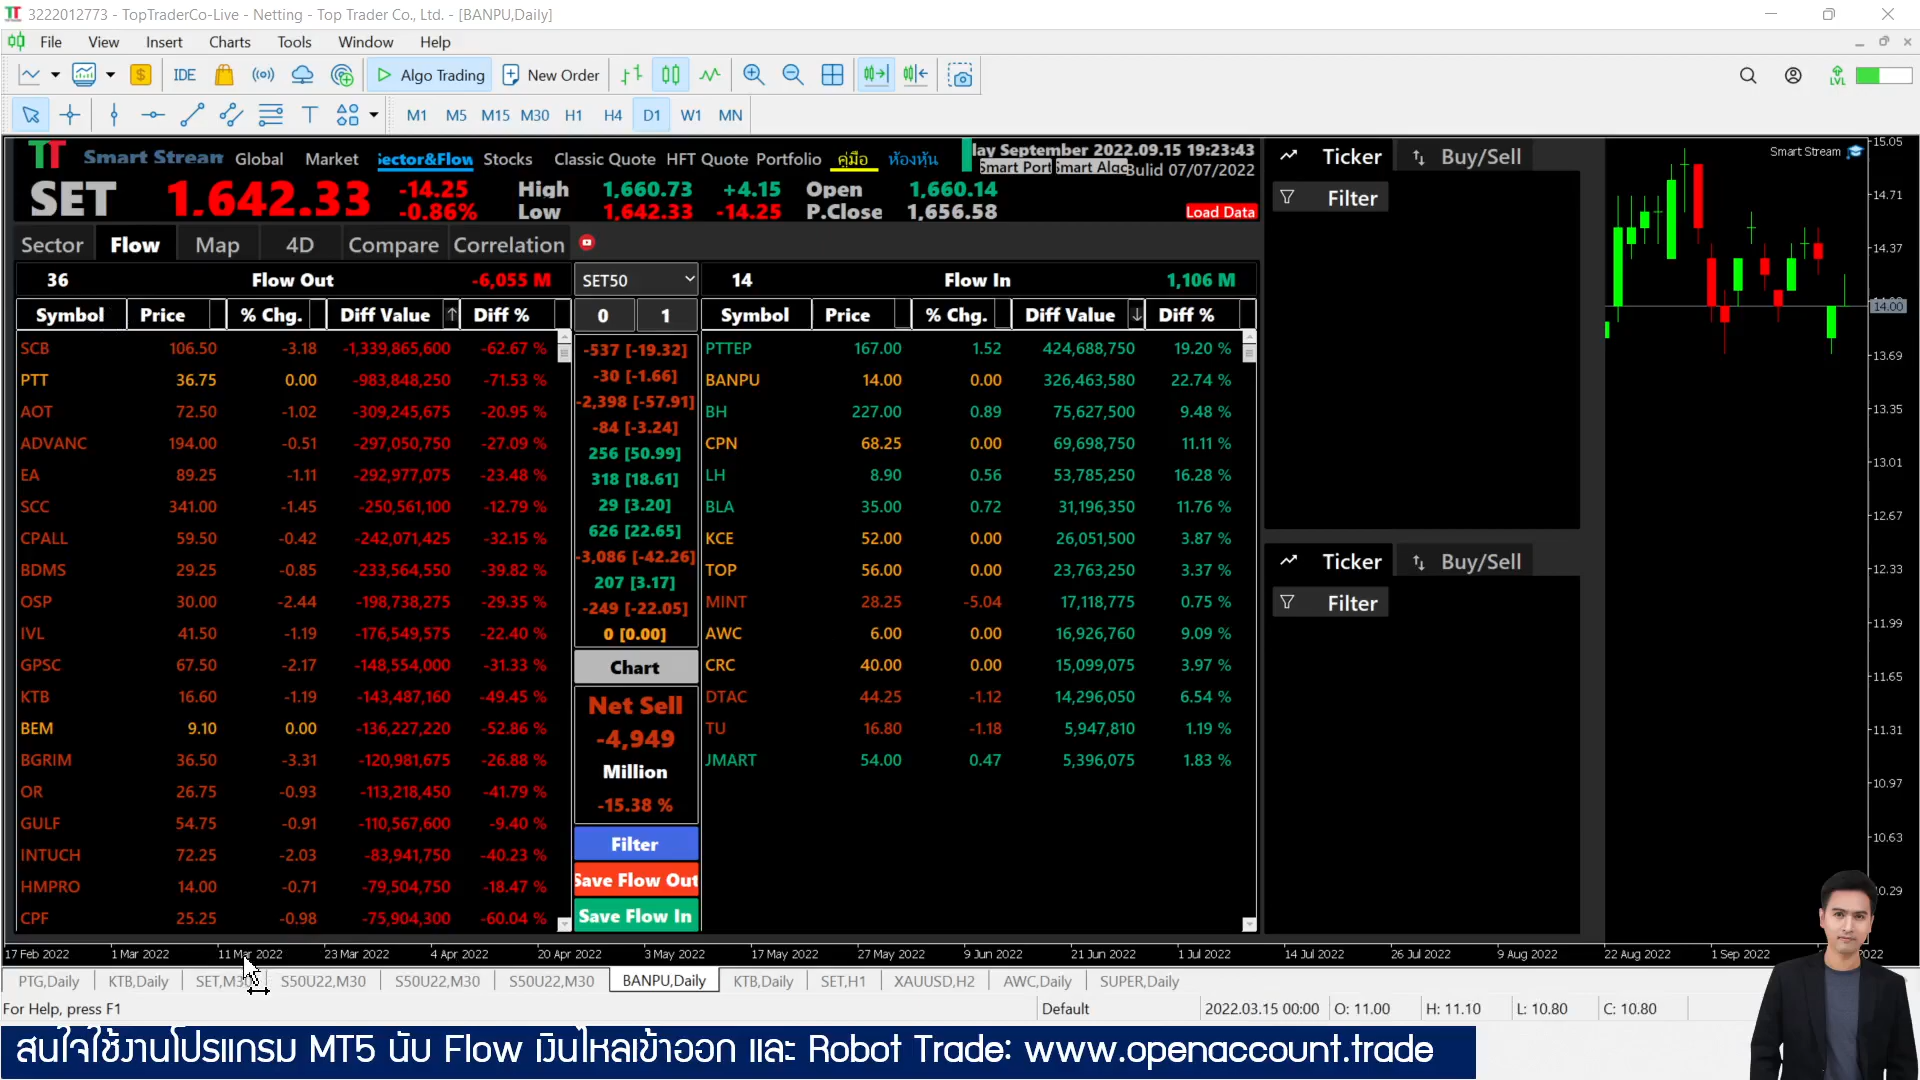 3222012773 - TopTraderCo-Live - Netting - Top Trader Co., Ltd. - [BANPU,Daily]
File View Insert Charts Tools Window Help
IDE Algo Trading New Order LVL
T M1 M5 M15 M30 H1 H4 D1 W1 MN
TT Smart Stream Global Market Sector&Flow Stocks Classic Quote HFT Quote Portfolio คู่มือ ห้องหุ้น
lay September 2022.09.15 19:23:43
Smart Port Smart Algo Bulid 07/07/2022
SET 1,642.33 -14.25 High 1,660.73 +4.15 Open 1,660.14
-0.86% Low 1,642.33 -14.25 P.Close 1,656.58 Load Data
Sector Flow Map 4D Compare Correlation
36 Flow Out -6,055 M SET50 14 Flow In 1,106 M
Symbol Price % Chg. Diff Value ↑ Diff % 0 1 Symbol Price % Chg. Diff Value ↓ Diff %
SCB 106.50 -3.18 -1,339,865,600 -62.67 %
PTT 36.75 0.00 -983,848,250 -71.53 %
AOT 72.50 -1.02 -309,245,675 -20.95 %
ADVANC 194.00 -0.51 -297,050,750 -27.09 %
EA 89.25 -1.11 -292,977,075 -23.48 %
SCC 341.00 -1.45 -250,561,100 -12.79 %
CPALL 59.50 -0.42 -242,071,425 -32.15 %
BDMS 29.25 -0.85 -233,564,550 -39.82 %
OSP 30.00 -2.44 -198,738,275 -29.35 %
IVL 41.50 -1.19 -176,549,575 -22.40 %
GPSC 67.50 -2.17 -148,554,000 -31.33 %
KTB 16.60 -1.19 -143,487,160 -49.45 %
BEM 9.10 0.00 -136,227,220 -52.86 %
BGRIM 36.50 -3.31 -120,981,675 -26.88 %
OR 26.75 -0.93 -113,218,450 -41.79 %
GULF 54.75 -0.91 -110,567,600 -9.40 %
INTUCH 72.25 -2.03 -83,941,750 -40.23 %
HMPRO 14.00 -0.71 -79,504,750 -18.47 %
CPF 25.25 -0.98 -75,904,300 -60.04 %
-537 [-19.32]
-30 [-1.66]
-2,398 [-57.91]
-84 [-3.24]
256 [50.99]
318 [18.61]
29 [3.20]
626 [22.65]
-3,086 [-42.26]
207 [3.17]
-249 [-22.05]
0 [0.00]
Chart
Net Sell
-4,949
Million
-15.38 %
Filter
Save Flow Out
Save Flow In
PTTEP 167.00 1.52 424,688,750 19.20 %
BANPU 14.00 0.00 326,463,580 22.74 %
BH 227.00 0.89 75,627,500 9.48 %
CPN 68.25 0.00 69,698,750 11.11 %
LH 8.90 0.56 53,785,250 16.28 %
BLA 35.00 0.72 31,196,350 11.76 %
KCE 52.00 0.00 26,051,500 3.87 %
TOP 56.00 0.00 23,763,250 3.37 %
MINT 28.25 -5.04 17,118,775 0.75 %
AWC 6.00 0.00 16,926,760 9.09 %
CRC 40.00 0.00 15,099,075 3.97 %
DTAC 44.25 -1.12 14,296,050 6.54 %
TU 16.80 -1.18 5,947,810 1.19 %
JMART 54.00 0.47 5,396,075 1.83 %
Ticker Buy/Sell
Filter
Ticker Buy/Sell
Filter
Smart Stream
15.05
14.71
14.37
14.00
13.69
13.35
13.01
12.67
12.33
11.99
11.65
11.31
10.97
10.63
17 Feb 2022 1 Mar 2022 11 Mar 2022 23 Mar 2022 4 Apr 2022 20 Apr 2022 3 May 2022 17 May 2022 27 May 2022 9 Jun 2022 21 Jun 2022 1 Jul 2022 14 Jul 2022 26 Jul 2022 9 Aug 2022 22 Aug 2022 1 Sep 2022
PTG,Daily KTB,Daily SET,M30 S50U22,M30 S50U22,M30 S50U22,M30 BANPU,Daily KTB,Daily SET,H1 XAUUSD,H2 AWC,Daily SUPER,Daily
For Help, press F1 Default 2022.03.15 00:00 O: 11.00 H: 11.10 L: 10.80 C: 10.80
สนใจใช้งานโปรแกรม MT5 นับ Flow เงินไหลเข้าออก และ Robot Trade: www.openaccount.trade